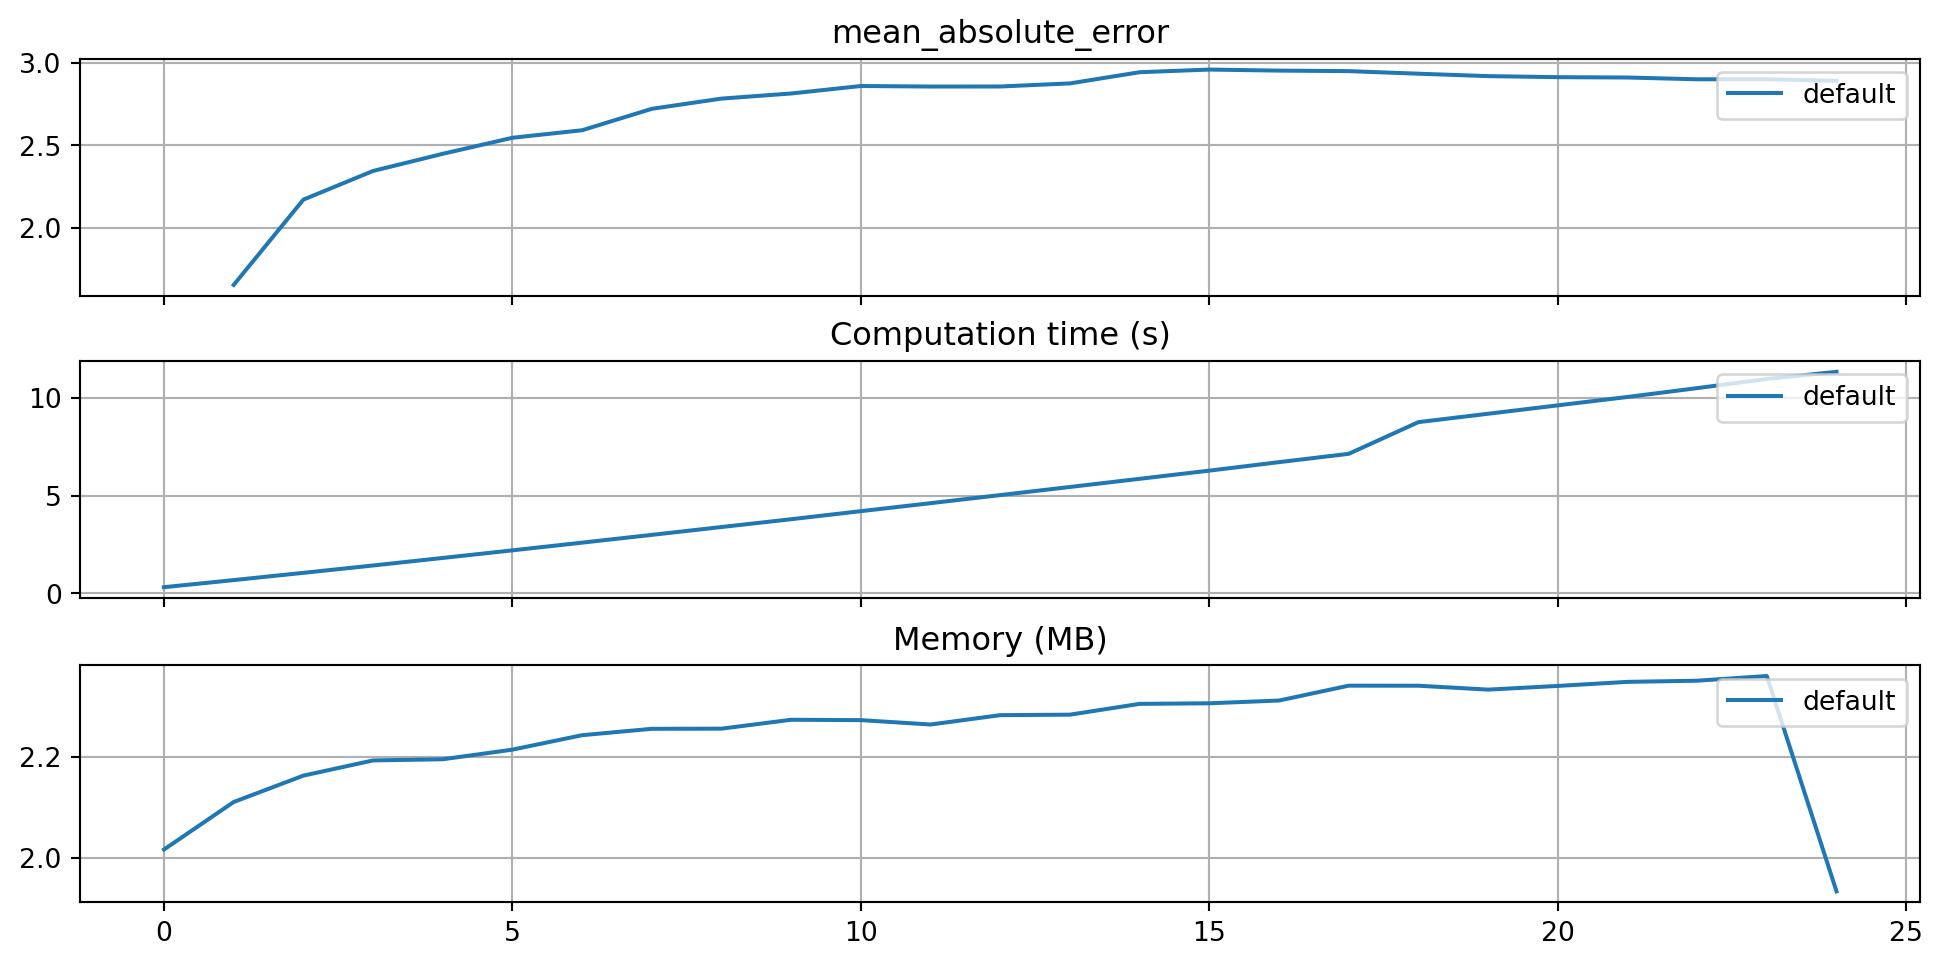 mean_absolute_error
3.0
2.5
2.0
default
Computation time (s)
10
5
0
default
Memory (MB)
2.2
2.0
default
0 5 10 15 20 25